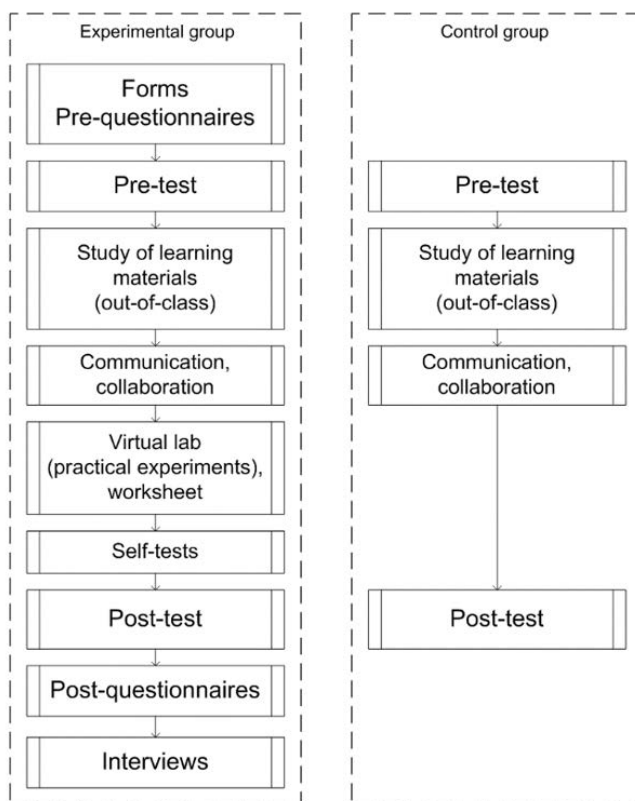 Experimental group
Forms
Pre-questionnaires
Pre-test
Study of learning
materials
(out-of-class)
Communication,
collaboration
Virtual lab
(practical experiments),
worksheet
Self-tests
Post-test
Post-questionnaires
Interviews
Control group
Pre-test
Study of learning
materials
(out-of-class)
Communication,
collaboration
Post-test